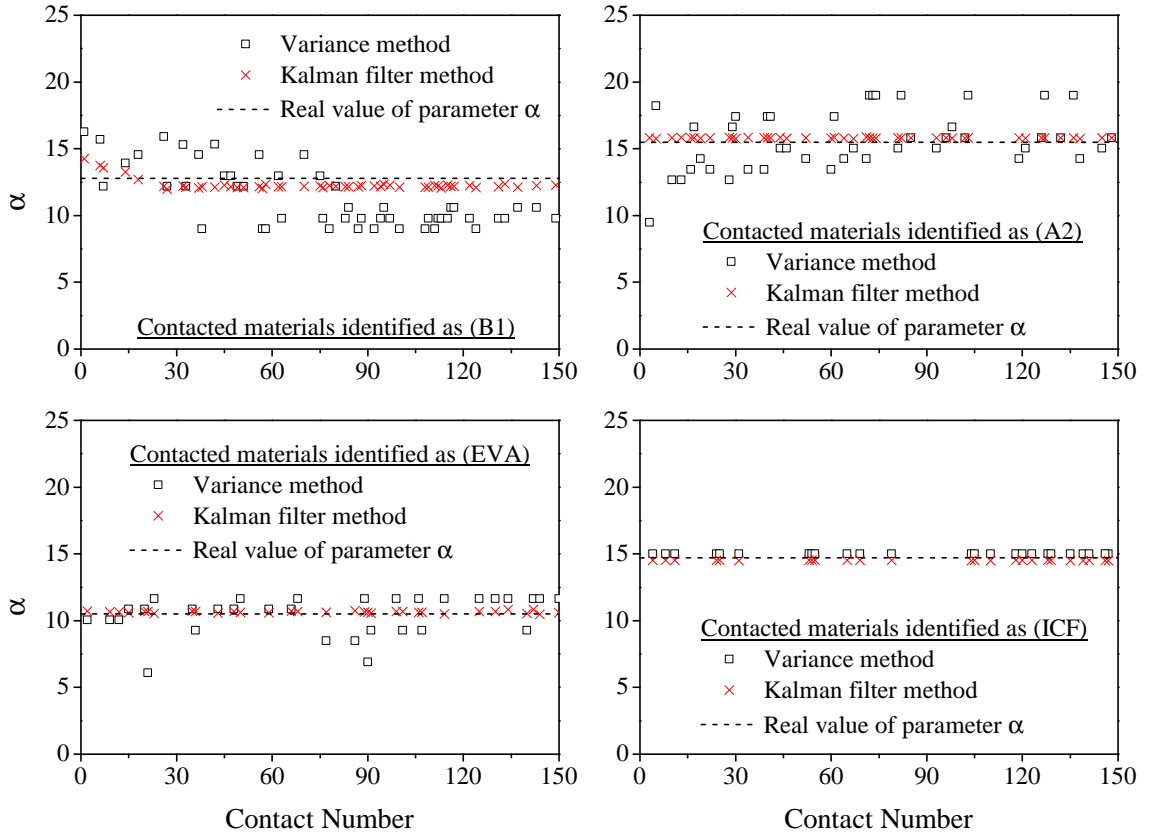 25
20
15
10
5
0
α
Variance method
Kalman filter method
Real value of parameter α
Contacted materials identified as (B1)
0 30 60 90 120 150
25
20
15
10
5
0
Contacted materials identified as (A2)
Variance method
Kalman filter method
Real value of parameter α
0 30 60 90 120 150
25
20
15
10
5
0
α
Contacted materials identified as (EVA)
Variance method
Kalman filter method
Real value of parameter α
0 30 60 90 120 150
Contact Number
25
20
15
10
5
0
Contacted materials identified as (ICF)
Variance method
Kalman filter method
Real value of parameter α
0 30 60 90 120 150
Contact Number